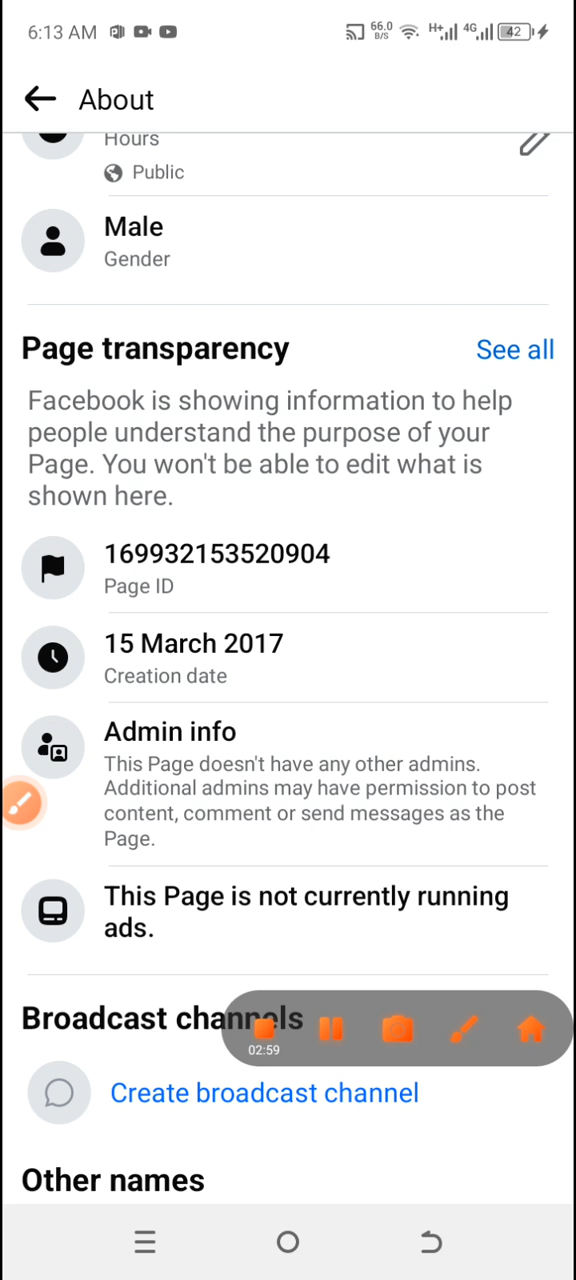 6:13 AM
66.0
B/S
H+
4G
42
About
Hours
Public
Male
Gender
Page transparency
See all
Facebook is showing information to help
people understand the purpose of your
Page. You won't be able to edit what is
shown here.
169932153520904
Page ID
15 March 2017
Creation date
Admin info
This Page doesn't have any other admins.
Additional admins may have permission to post
content, comment or send messages as the
Page.
This Page is not currently running
ads.
Broadcast channels
02:59
Create broadcast channel
Other names